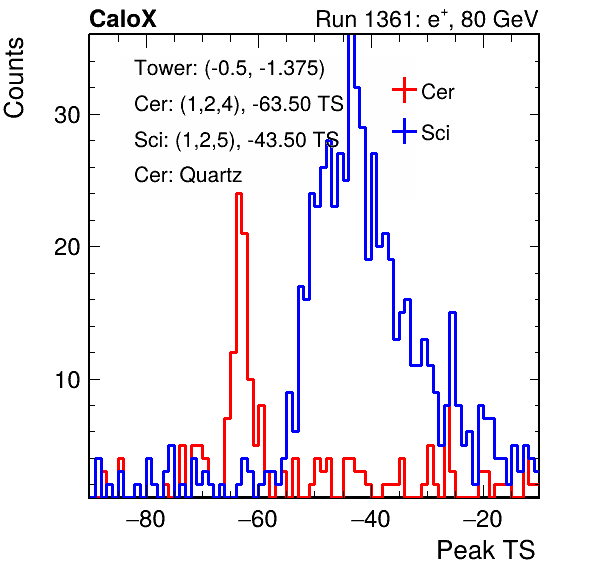 CaloX Run 1361: e⁺, 80 GeV
Counts
Tower: (-0.5, -1.375)
Cer: (1,2,4), -63.50 TS
Sci: (1,2,5), -43.50 TS
Cer: Quartz
Cer
Sci
30
20
10
−80 −60 −40 −20
Peak TS